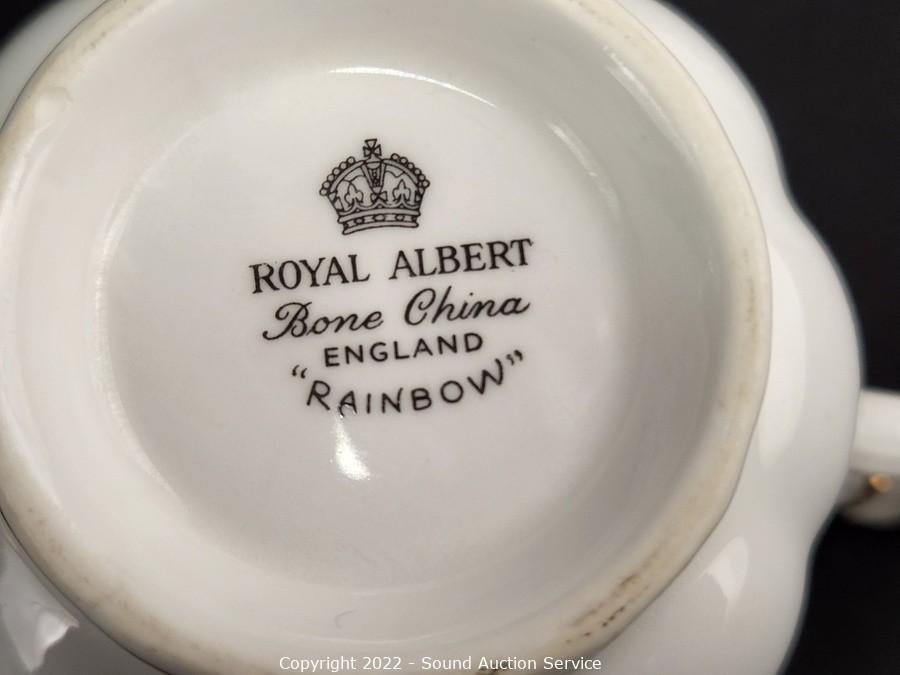 ROYAL ALBERT
Bone China
ENGLAND
"RAINBOW"
Copyright 2022 - Sound Auction Service